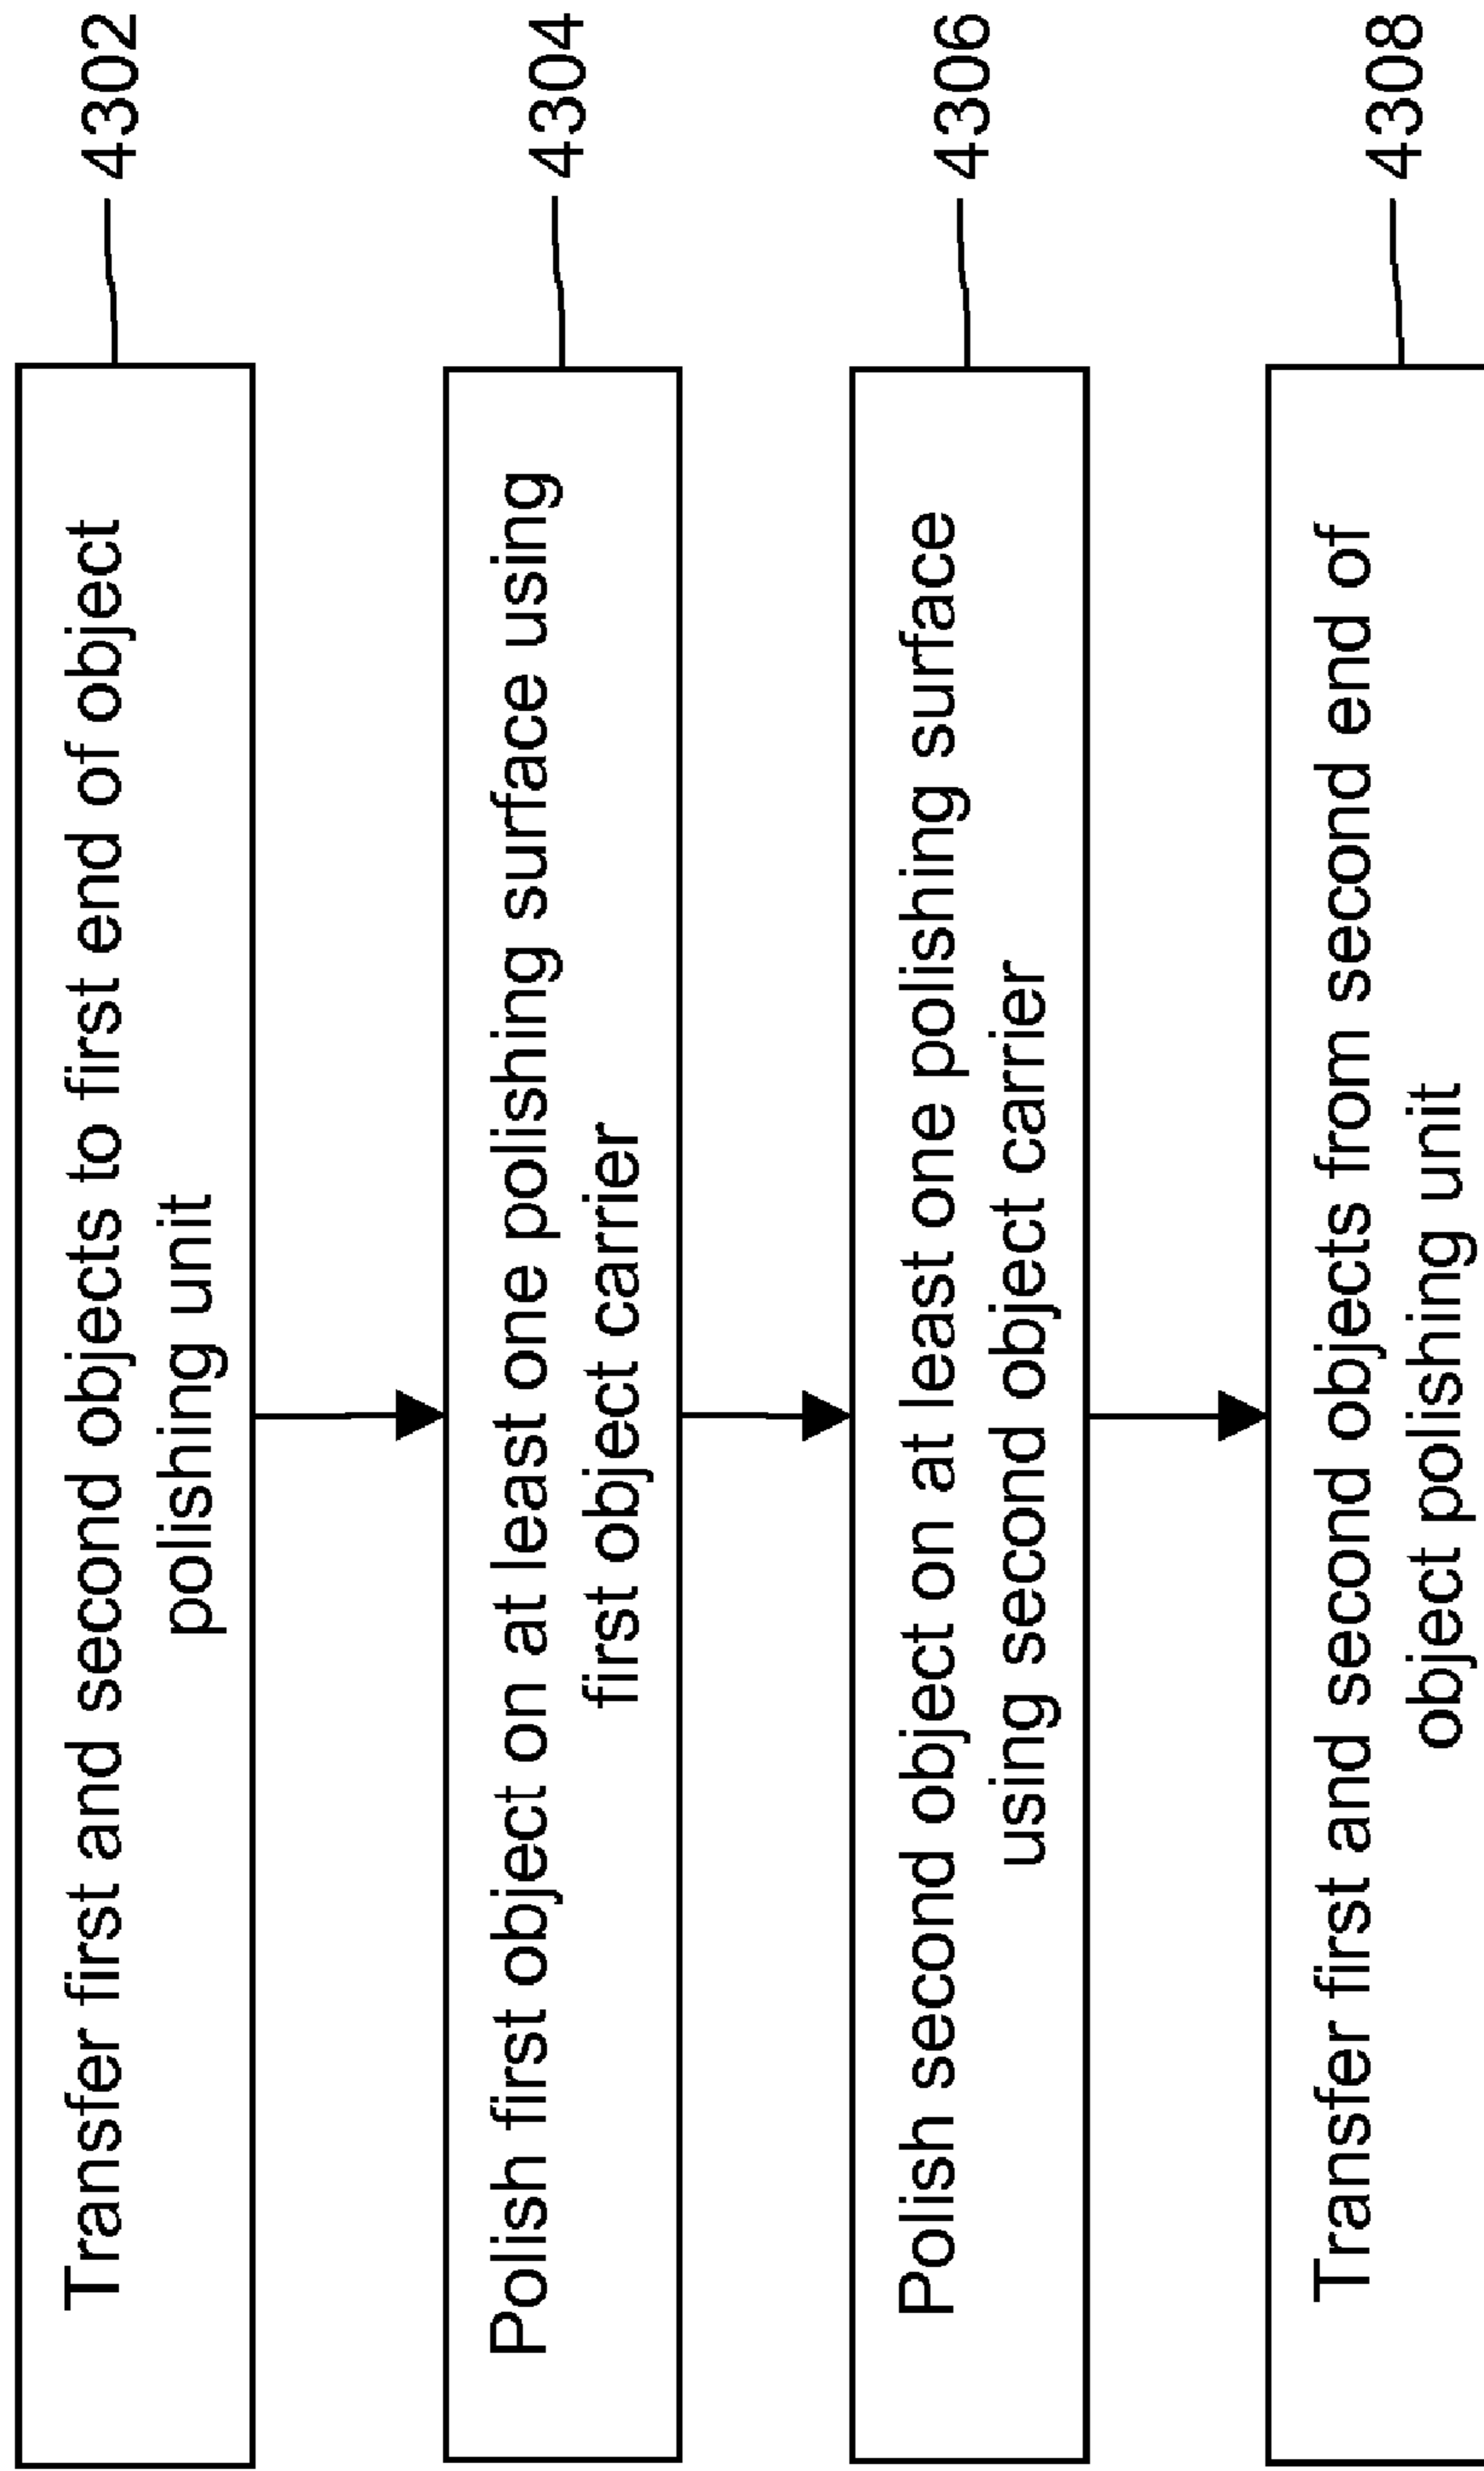 Transfer first and second objects to first end of object
polishing unit
4302
Polish first object on at least one polishing surface using
first object carrier
4304
Polish second object on at least one polishing surface
using second object carrier
4306
Transfer first and second objects from second end of
object polishing unit
4308